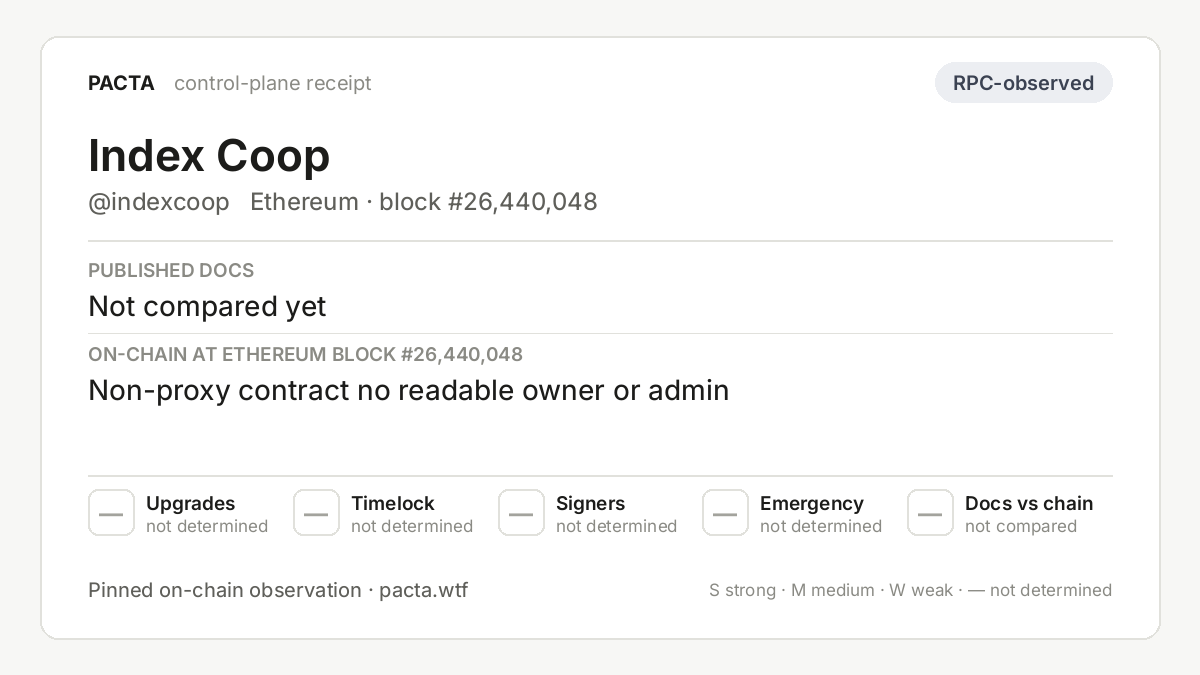 PACTA control-plane receipt
RPC-observed
Index Coop
@indexcoop Ethereum · block #26,440,048
PUBLISHED DOCS
Not compared yet
ON-CHAIN AT ETHEREUM BLOCK #26,440,048
Non-proxy contract no readable owner or admin
— Upgrades
not determined
— Timelock
not determined
— Signers
not determined
— Emergency
not determined
— Docs vs chain
not compared
Pinned on-chain observation · pacta.wtf
S strong · M medium · W weak · — not determined